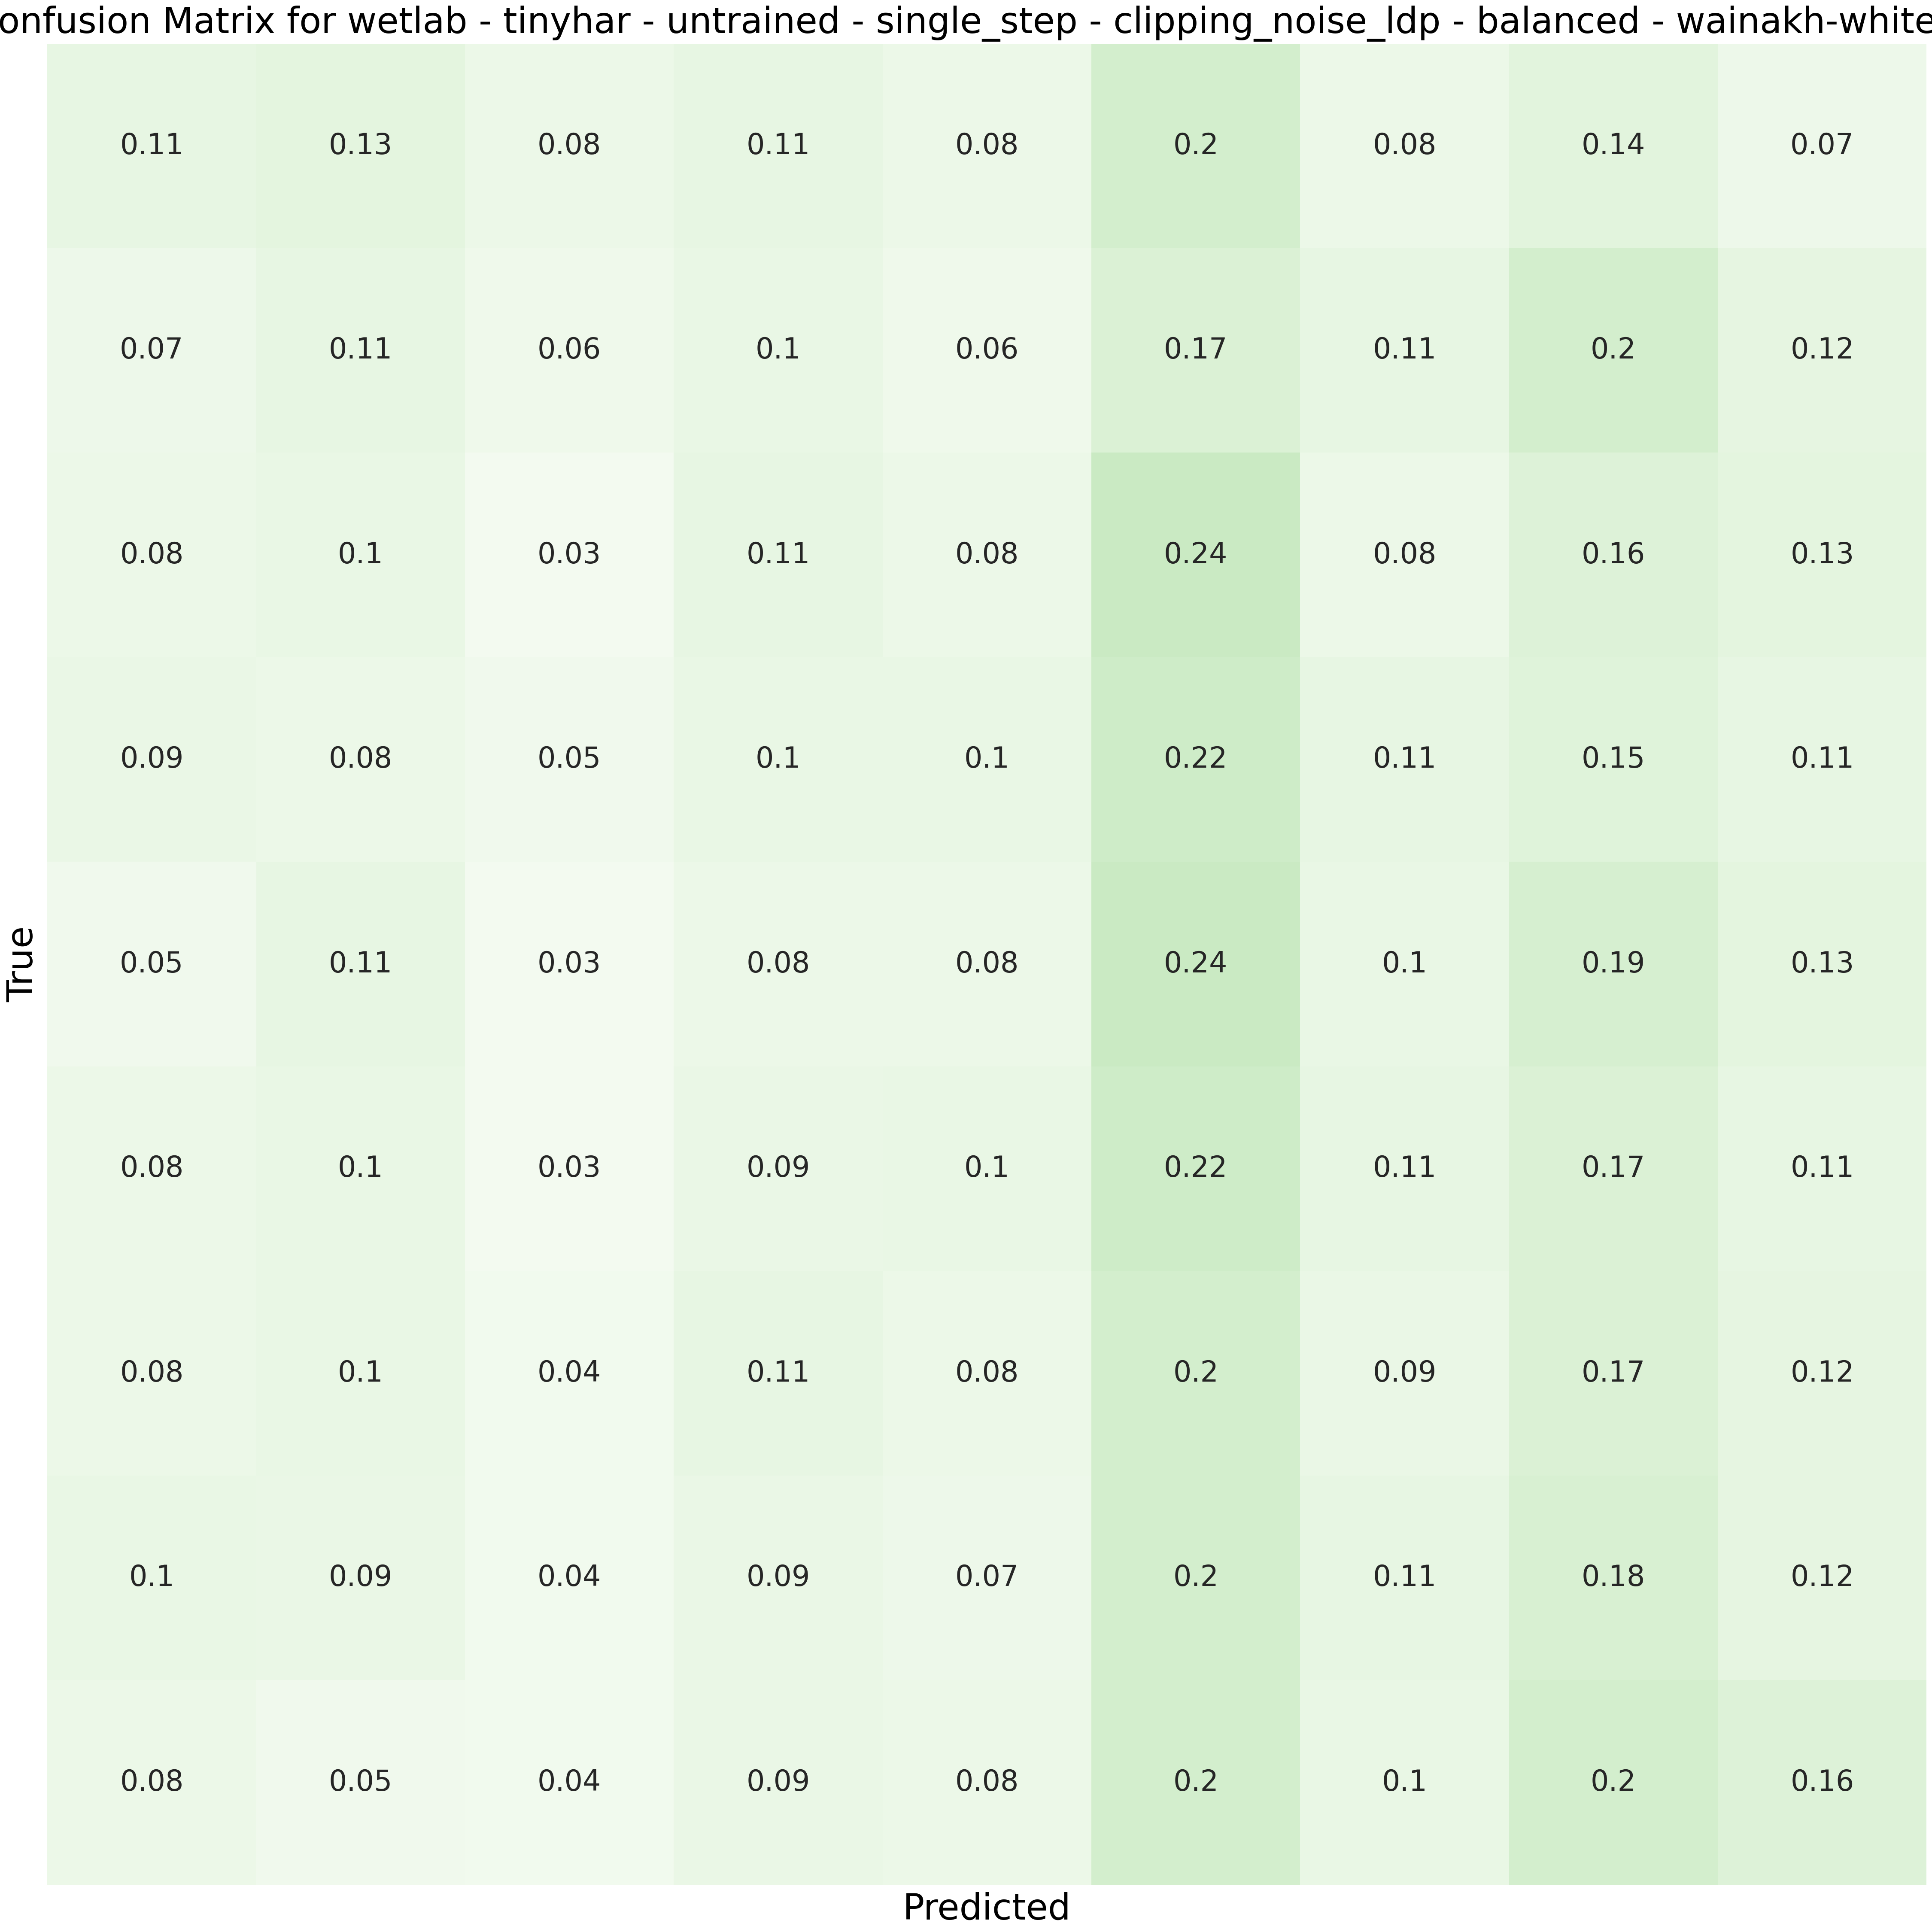 onfusion Matrix for wetlab - tinyhar - untrained - single_step - clipping_noise_ldp - balanced - wainakh-white
0.11 0.13 0.08 0.11 0.08 0.2 0.08 0.14 0.07
0.07 0.11 0.06 0.1 0.06 0.17 0.11 0.2 0.12
0.08 0.1 0.03 0.11 0.08 0.24 0.08 0.16 0.13
0.09 0.08 0.05 0.1 0.1 0.22 0.11 0.15 0.11
0.05 0.11 0.03 0.08 0.08 0.24 0.1 0.19 0.13
0.08 0.1 0.03 0.09 0.1 0.22 0.11 0.17 0.11
0.08 0.1 0.04 0.11 0.08 0.2 0.09 0.17 0.12
0.1 0.09 0.04 0.09 0.07 0.2 0.11 0.18 0.12
0.08 0.05 0.04 0.09 0.08 0.2 0.1 0.2 0.16
True
Predicted